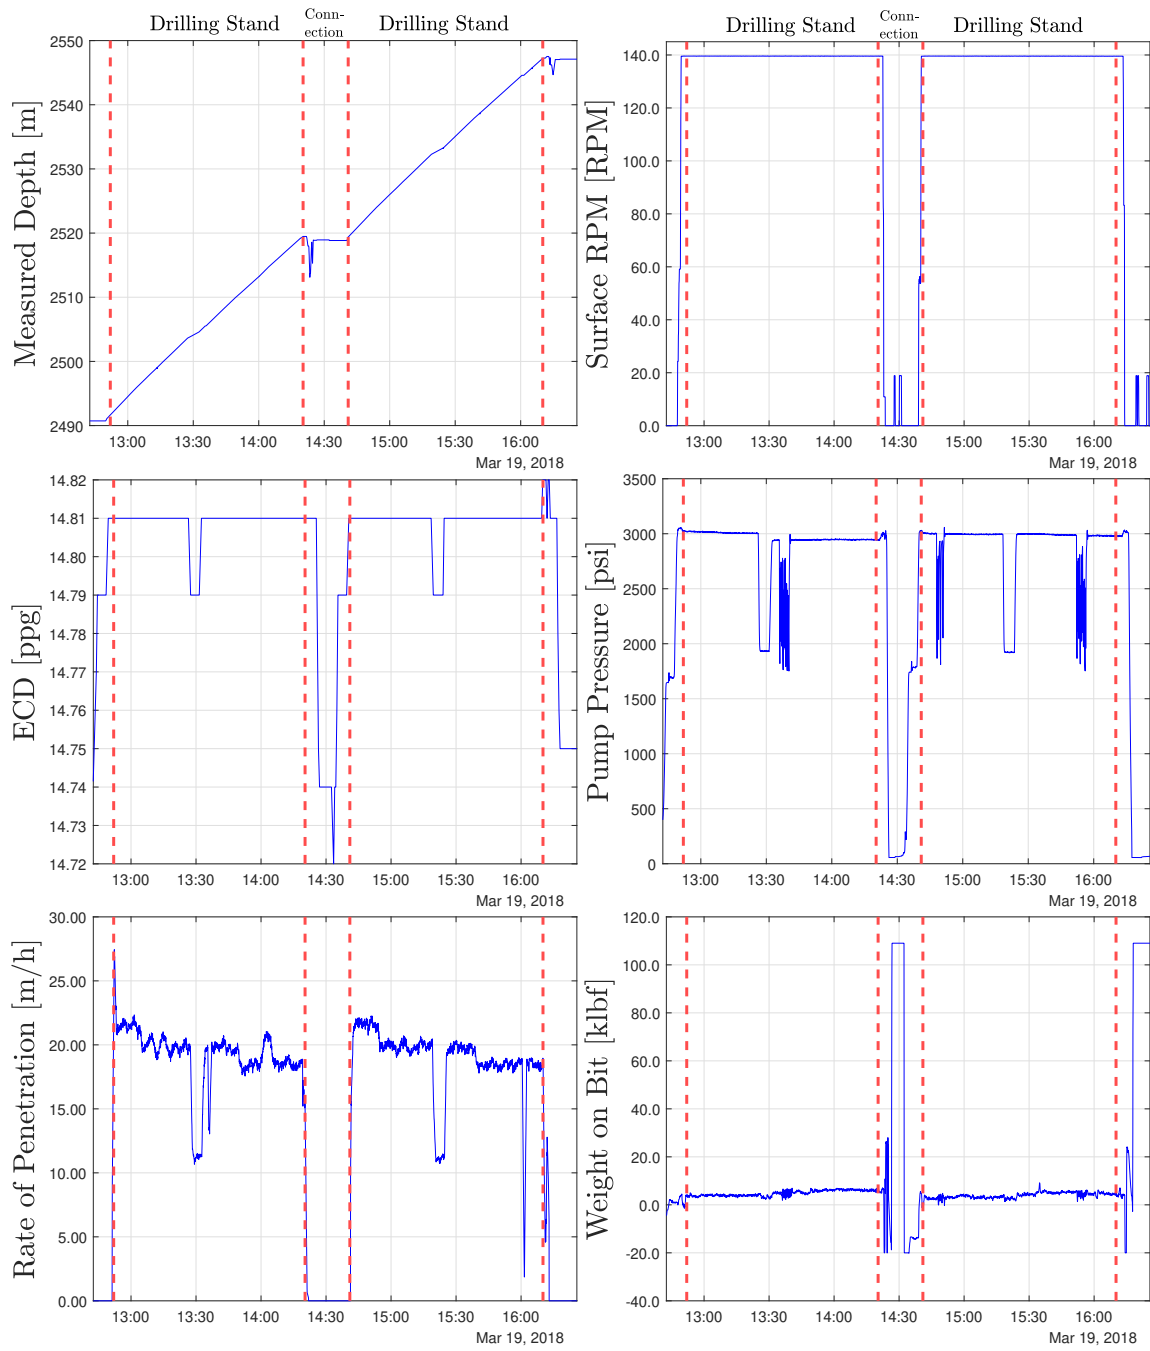 Drilling Stand Conn- Drilling Stand
ection
2550
2540
2530
2520
2510
2500
2490
Measured Depth [m]
13:00 13:30 14:00 14:30 15:00 15:30 16:00
Mar 19, 2018
Drilling Stand Conn- Drilling Stand
ection
140.0
120.0
100.0
80.0
60.0
40.0
20.0
0.0
Surface RPM [RPM]
13:00 13:30 14:00 14:30 15:00 15:30 16:00
Mar 19, 2018
14.82
14.81
14.80
14.79
14.78
14.77
14.76
14.75
14.74
14.73
14.72
ECD [ppg]
13:00 13:30 14:00 14:30 15:00 15:30 16:00
Mar 19, 2018
3500
3000
2500
2000
1500
1000
500
0
Pump Pressure [psi]
13:00 13:30 14:00 14:30 15:00 15:30 16:00
Mar 19, 2018
30.00
25.00
20.00
15.00
10.00
5.00
0.00
Rate of Penetration [m/h]
13:00 13:30 14:00 14:30 15:00 15:30 16:00
Mar 19, 2018
120.0
100.0
80.0
60.0
40.0
20.0
0.0
-20.0
-40.0
Weight on Bit [klbf]
13:00 13:30 14:00 14:30 15:00 15:30 16:00
Mar 19, 2018